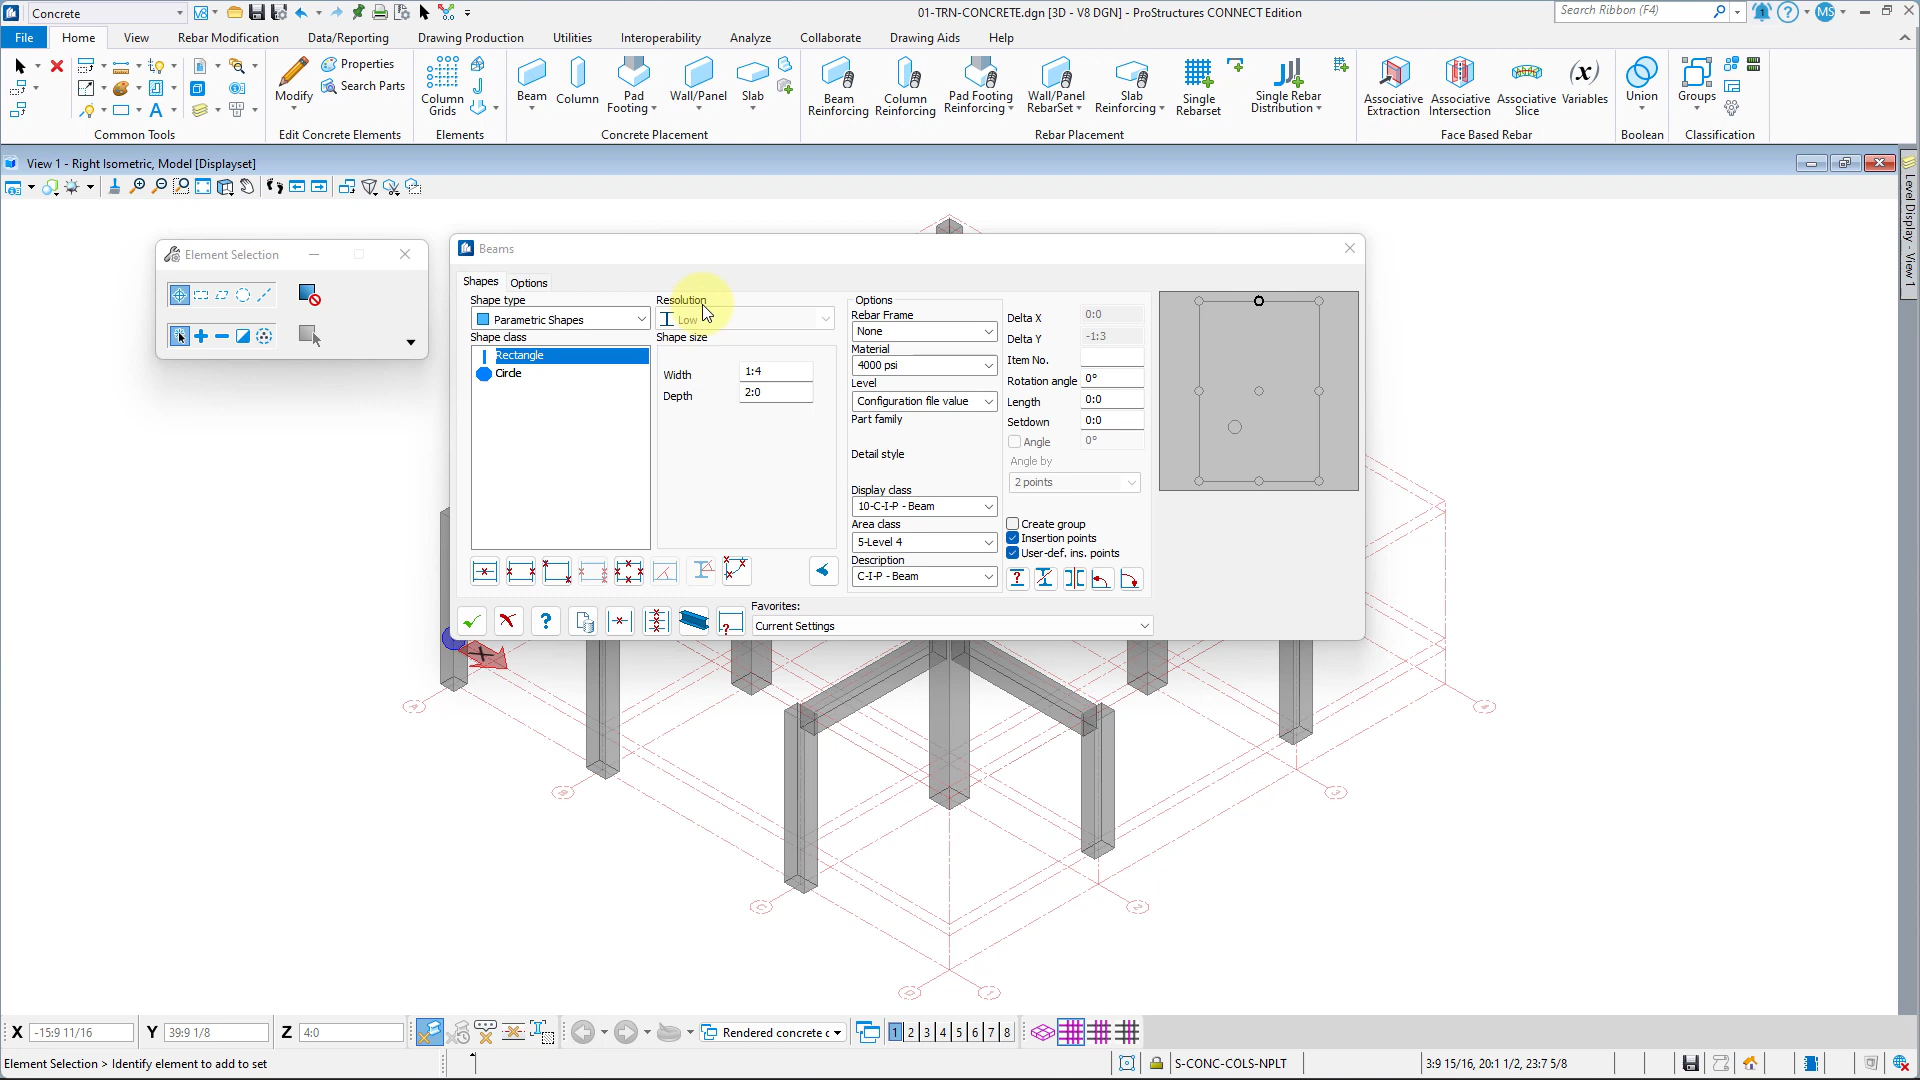 Concrete
01-TRN-CONCRETE.dgn [3D - V8 DGN] - ProStructures CONNECT Edition
Search Ribbon (F4)
MS
File Home View Rebar Modification Data/Reporting Drawing Production Utilities Interoperability Analyze Collaborate Drawing Aids Help
Modify
Properties
Search Parts
Column Grids
Beam
Column
Pad Footing
Wall/Panel
Slab
Beam Reinforcing
Column Reinforcing
Pad Footing Reinforcing
Wall/Panel RebarSet
Slab Reinforcing
Single Rebarset
Single Rebar Distribution
Associative Extraction
Associative Intersection
Associative Slice
Variables
Union
Groups
Common Tools
Edit Concrete Elements
Elements
Concrete Placement
Rebar Placement
Face Based Rebar
Boolean
Classification
View 1 - Right Isometric, Model [Displayset]
Level Display - View 1
Element Selection
Beams
Shapes Options
Shape type
Parametric Shapes
Shape class
Rectangle
Circle
Resolution
Low
Shape size
Width 1:4
Depth 2:0
Options
Rebar Frame
None
Material
4000 psi
Level
Configuration file value
Part family
Detail style
Display class
10-C-I-P - Beam
Area class
5-Level 4
Description
C-I-P - Beam
Delta X 0:0
Delta Y -1:3
Item No.
Rotation angle 0°
Length 0:0
Setdown 0:0
Angle 0°
Angle by
2 points
Create group
Insertion points
User-def. ins. points
Favorites:
Current Settings
X
A
B
C
D
1
2
3
4
X -15:9 11/16 Y 39:9 1/8 Z 4:0
Rendered concrete c
1 2 3 4 5 6 7 8
Element Selection > Identify element to add to set
S-CONC-COLS-NPLT
3:9 15/16, 20:1 1/2, 23:7 5/8